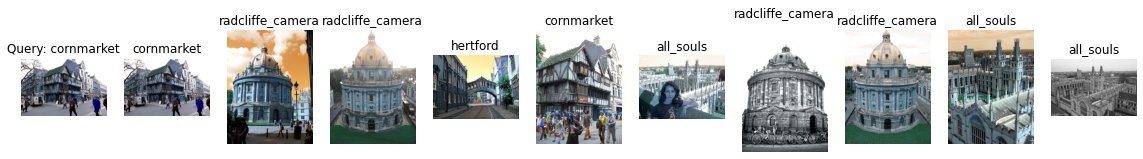 Query: cornmarket
cornmarket
radcliffe_camera
radcliffe_camera
hertford
cornmarket
all_souls
radcliffe_camera
radcliffe_camera
all_souls
all_souls